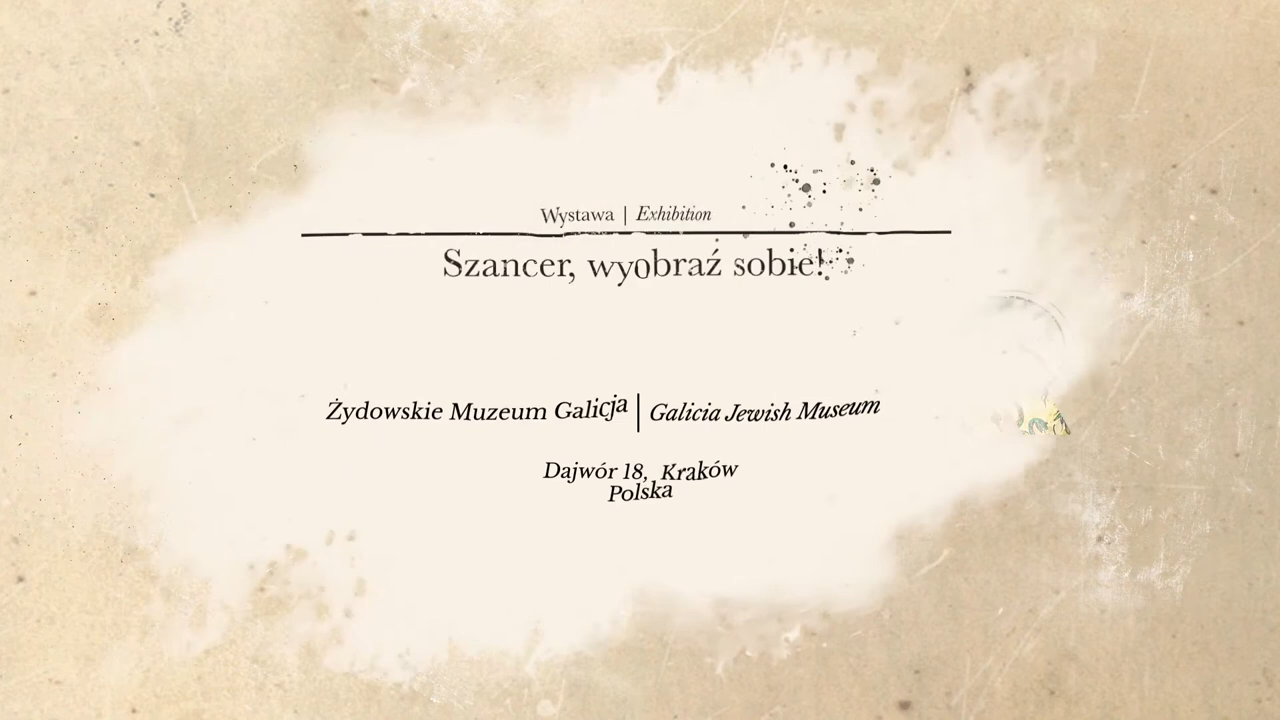 Wystawa | Exhibition
Szancer, wyobraź sobie!
Żydowskie Muzeum Galicja | Galicia Jewish Museum
Dajwór 18, Kraków
Polska